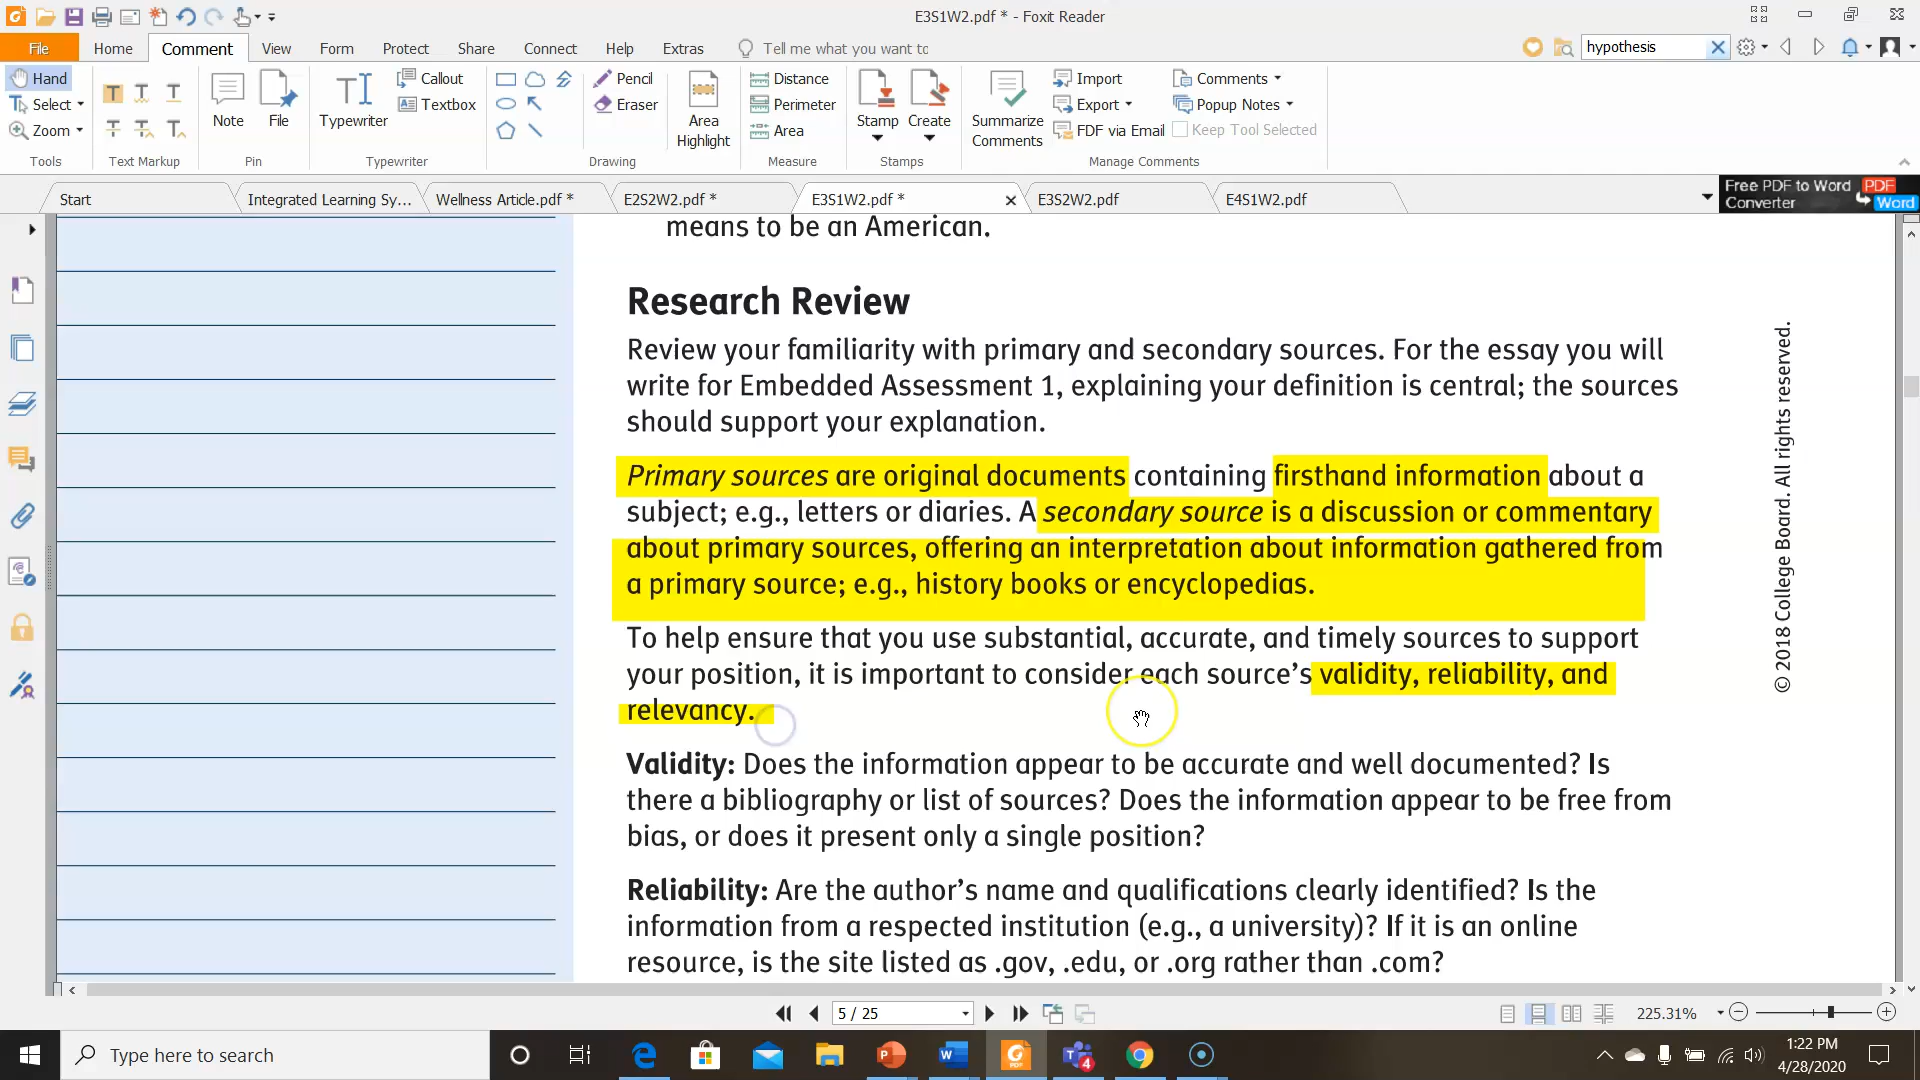 E3S1W2.pdf * - Foxit Reader
File Home Comment View Form Protect Share Connect Help Extras Tell me what you want to hypothesis
Hand
Select
Zoom
Tools
Text Markup
Note
File
Pin
Typewriter
Callout
Textbox
Typewriter
Pencil
Eraser
Drawing
Area
Highlight
Distance
Perimeter
Area
Measure
Stamp
Create
Stamps
Summarize
Comments
Import
Export
FDF via Email
Comments
Popup Notes
Keep Tool Selected
Manage Comments
Start Integrated Learning Sy... Wellness Article.pdf * E2S2W2.pdf * E3S1W2.pdf * E3S2W2.pdf E4S1W2.pdf
Free PDF to Word PDF
Converter Word
means to be an American.
Research Review
Review your familiarity with primary and secondary sources. For the essay you will
write for Embedded Assessment 1, explaining your definition is central; the sources
should support your explanation.
Primary sources are original documents containing firsthand information about a
subject; e.g., letters or diaries. A secondary source is a discussion or commentary
about primary sources, offering an interpretation about information gathered from
a primary source; e.g., history books or encyclopedias.
To help ensure that you use substantial, accurate, and timely sources to support
your position, it is important to consider each source’s validity, reliability, and
relevancy.
Validity: Does the information appear to be accurate and well documented? Is
there a bibliography or list of sources? Does the information appear to be free from
bias, or does it present only a single position?
Reliability: Are the author’s name and qualifications clearly identified? Is the
information from a respected institution (e.g., a university)? If it is an online
resource, is the site listed as .gov, .edu, or .org rather than .com?
© 2018 College Board. All rights reserved.
5 / 25
225.31%
Type here to search
4
1:22 PM
4/28/2020